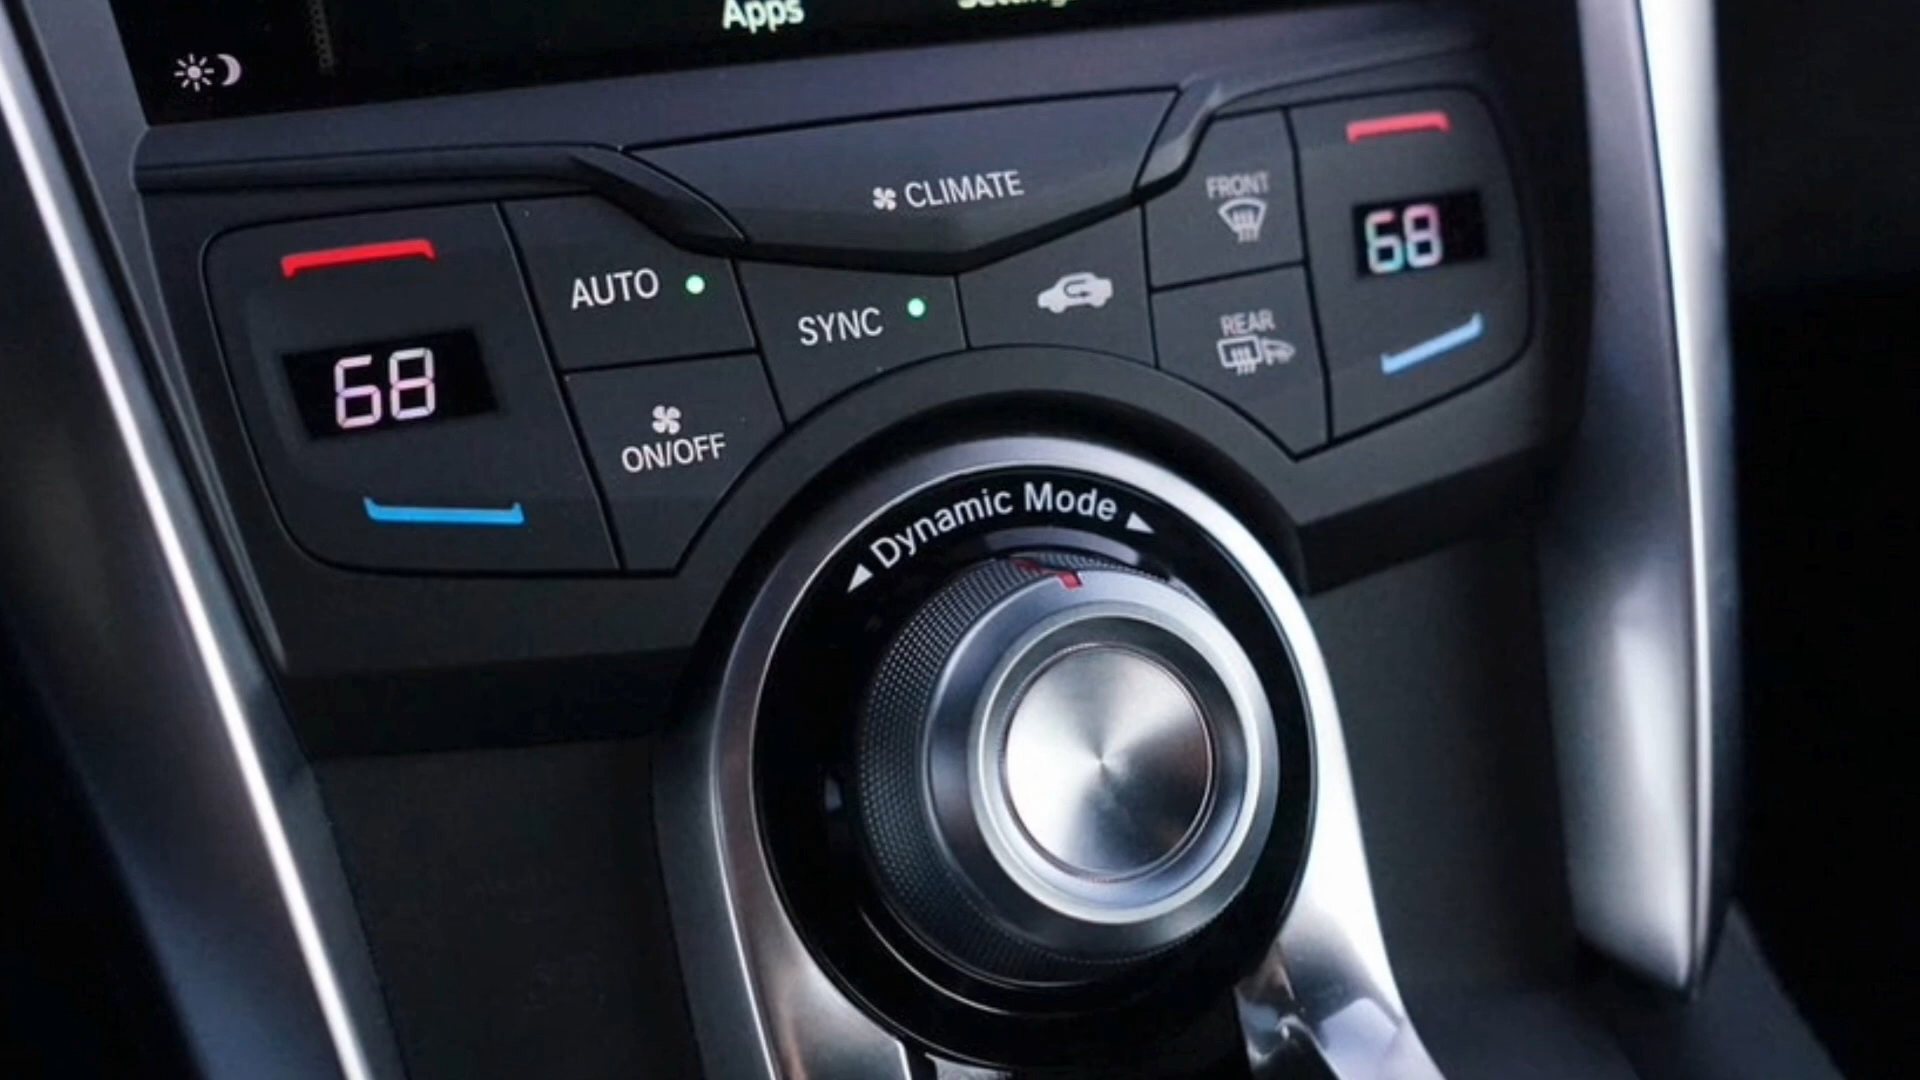 Apps
CLIMATE
FRONT
68
AUTO
SYNC
REAR
68
ON/OFF
Dynamic Mode